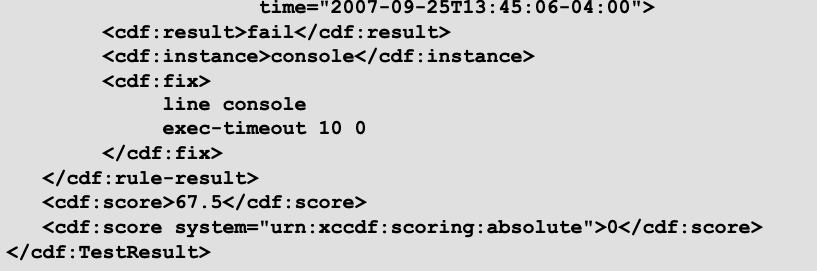 time="2007-09-25T13:45:06-04:00">
<cdf:result>fail</cdf:result>
<cdf:instance>console</cdf:instance>
<cdf:fix>
line console
exec-timeout 10 0
</cdf:fix>
</cdf:rule-result>
<cdf:score>67.5</cdf:score>
<cdf:score system="urn:xccdf:scoring:absolute">0</cdf:score>
</cdf:TestResult>